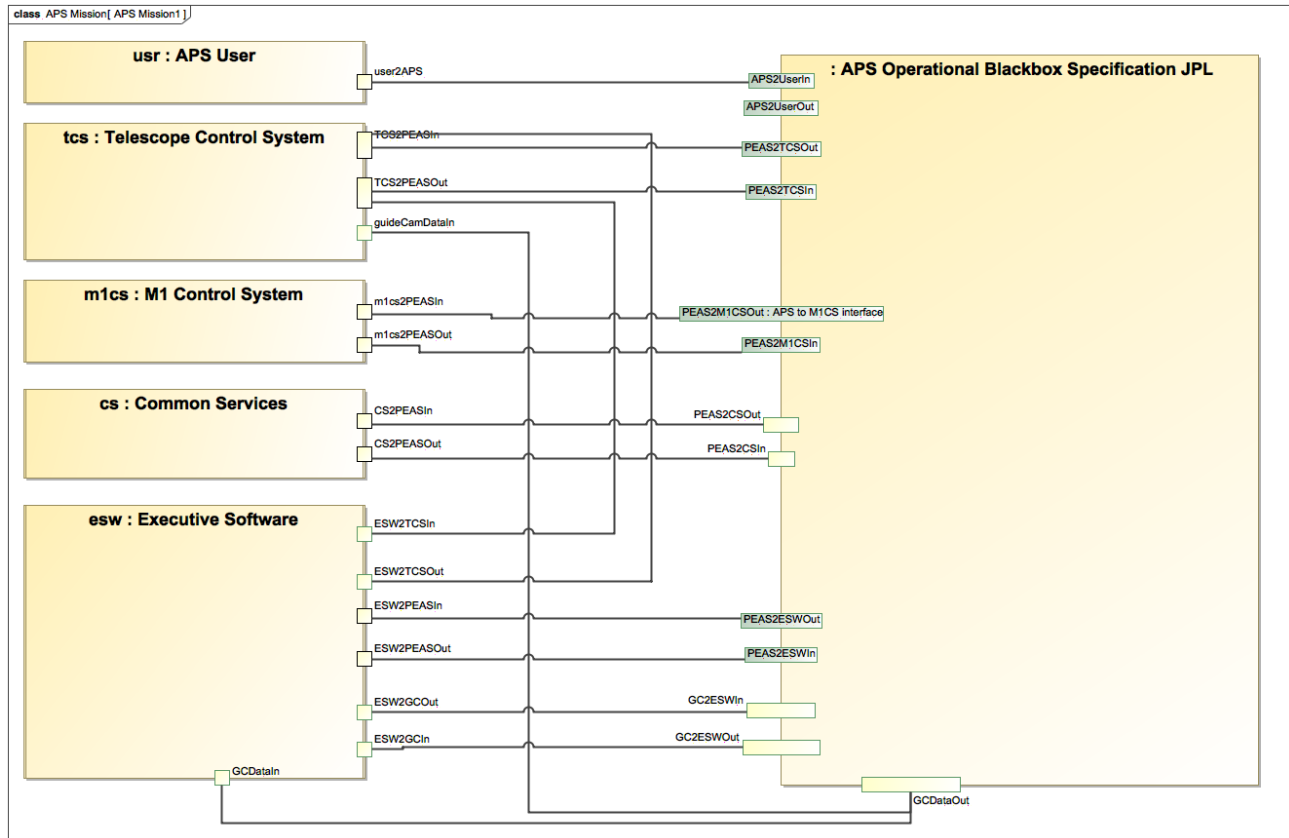 class APS Mission[ APS Mission1 ]
usr : APS User
user2APS
APS2UserIn
: APS Operational Blackbox Specification JPL
APS2UserOut
tcs : Telescope Control System
TCS2PEASIn
PEAS2TCSOut
TCS2PEASOut
PEAS2TCSIn
guideCamDataIn
m1cs : M1 Control System
m1cs2PEASIn
PEAS2M1CSOut : APS to M1CS interface
m1cs2PEASOut
PEAS2M1CSIn
cs : Common Services
CS2PEASIn
PEAS2CSOut
CS2PEASOut
PEAS2CSIn
esw : Executive Software
ESW2TCSIn
ESW2TCSOut
ESW2PEASIn
PEAS2ESWOut
ESW2PEASOut
PEAS2ESWIn
ESW2GCOut
GC2ESWIn
ESW2GCIn
GC2ESWOut
GCDataIn
GCDataOut